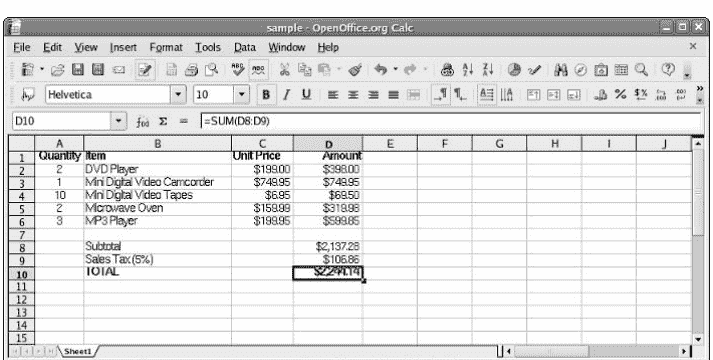 sample - OpenOffice.org Calc
File Edit View Insert Format Tools Data Window Help
Helvetica 10 B I U
D10 =SUM(D8:D9)
A B C D E F G H I J
1 Quantity Item Unit Price Amount
2 2 DVD Player $199.00 $398.00
3 1 Mini Digital Video Camcorder $749.95 $749.95
4 10 Mini Digital Video Tapes $6.95 $69.50
5 2 Microwave Oven $159.99 $319.98
6 3 MP3 Player $199.95 $599.85
7
8 Subtotal $2,137.28
9 Sales Tax (5%) $106.86
10 TOTAL $2,244.14
11
12
13
14
15
Sheet1